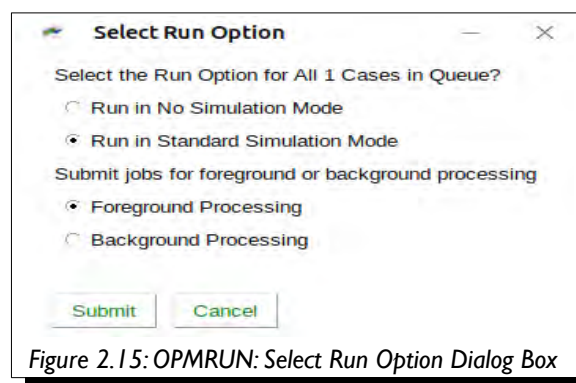 Select Run Option
Select the Run Option for All 1 Cases in Queue?
Run in No Simulation Mode
Run in Standard Simulation Mode
Submit jobs for foreground or background processing
Foreground Processing
Background Processing
Submit Cancel
Figure 2.15: OPMRUN: Select Run Option Dialog Box